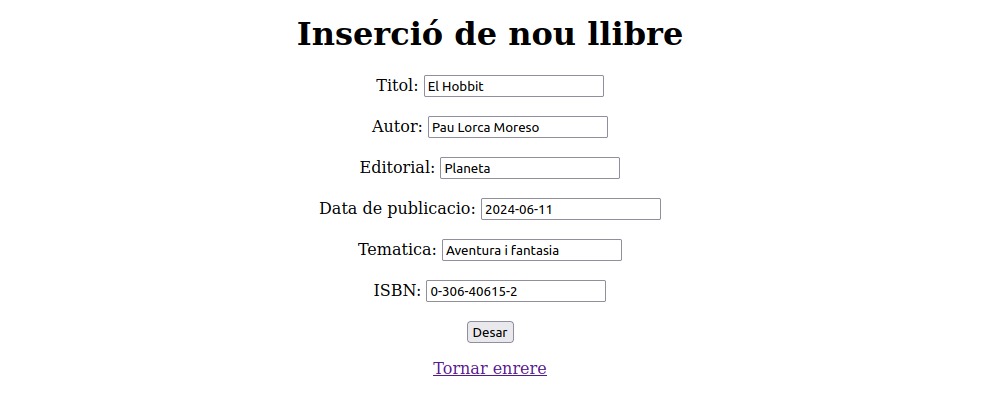 Inserció de nou llibre
Titol: El Hobbit
Autor: Pau Lorca Moreso
Editorial: Planeta
Data de publicacio: 2024-06-11
Tematica: Aventura i fantasia
ISBN: 0-306-40615-2
Desar
Tornar enrere